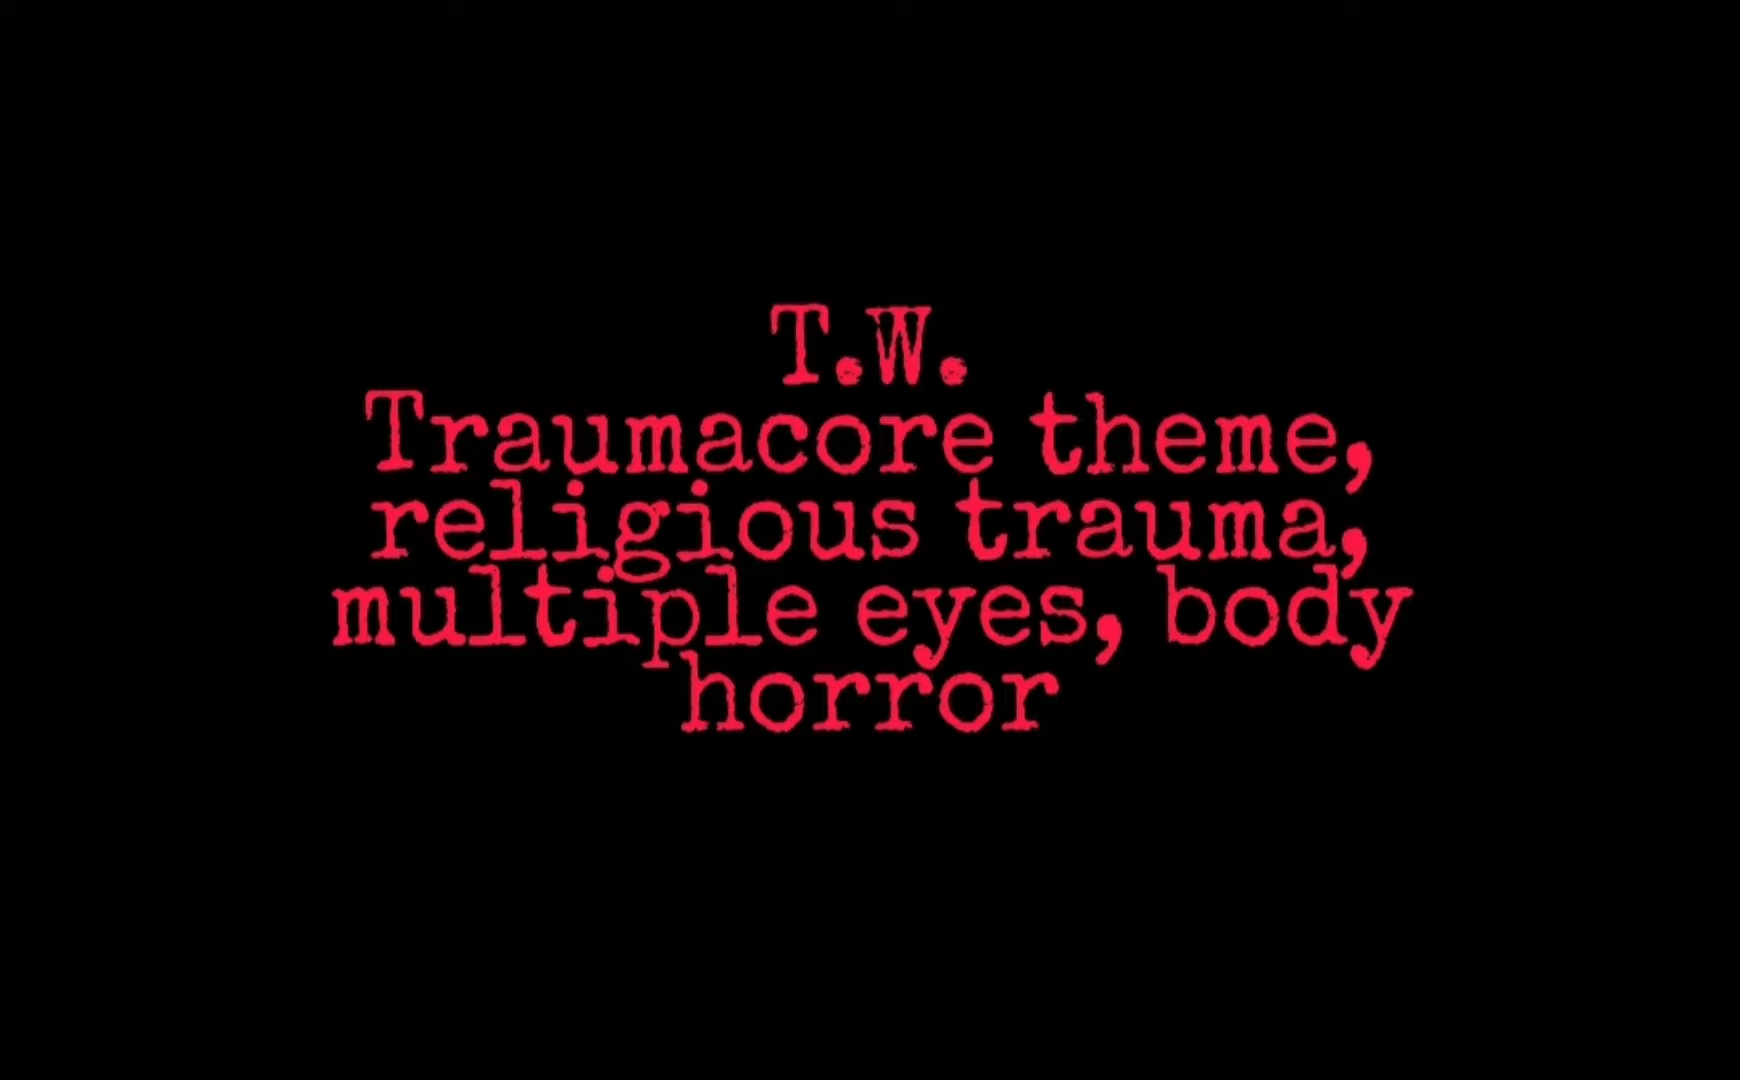 T.W.
Traumacore theme,
religious trauma,
multiple eyes, body
horror